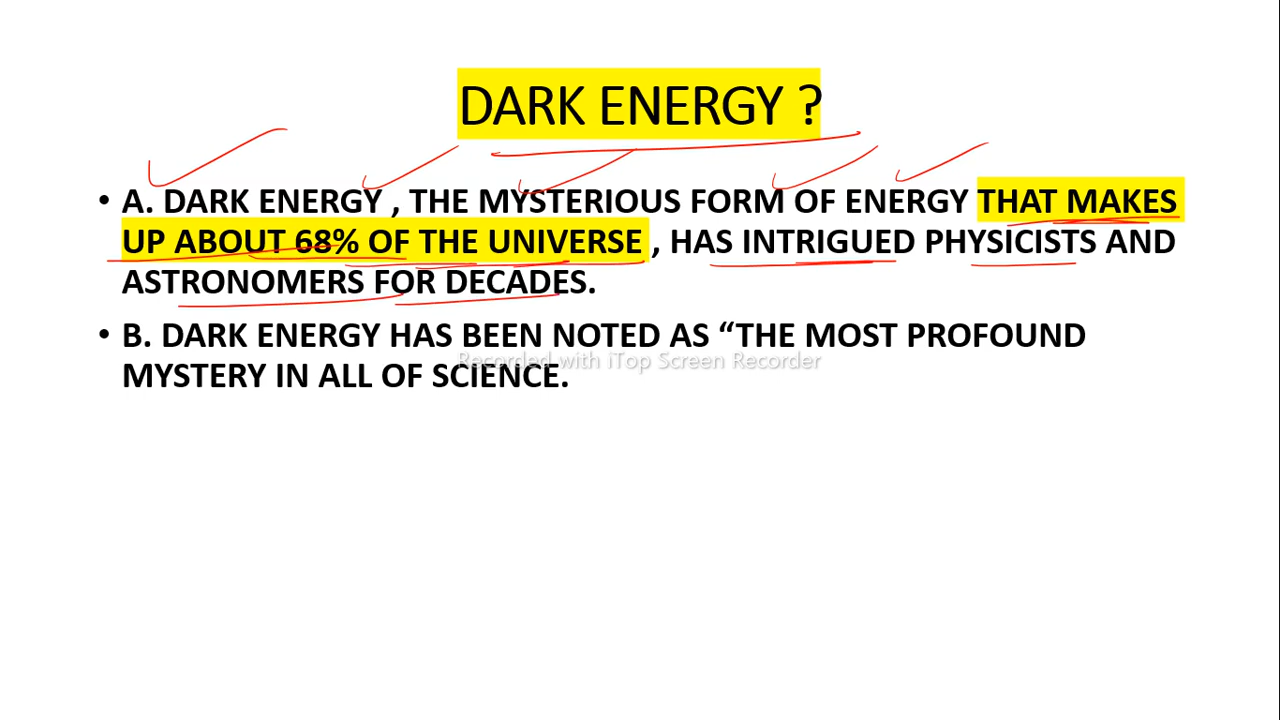 DARK ENERGY ?
• A. DARK ENERGY , THE MYSTERIOUS FORM OF ENERGY THAT MAKES
UP ABOUT 68% OF THE UNIVERSE , HAS INTRIGUED PHYSICISTS AND
ASTRONOMERS FOR DECADES.
• B. DARK ENERGY HAS BEEN NOTED AS “THE MOST PROFOUND
Recorded with iTop Screen Recorder
MYSTERY IN ALL OF SCIENCE.